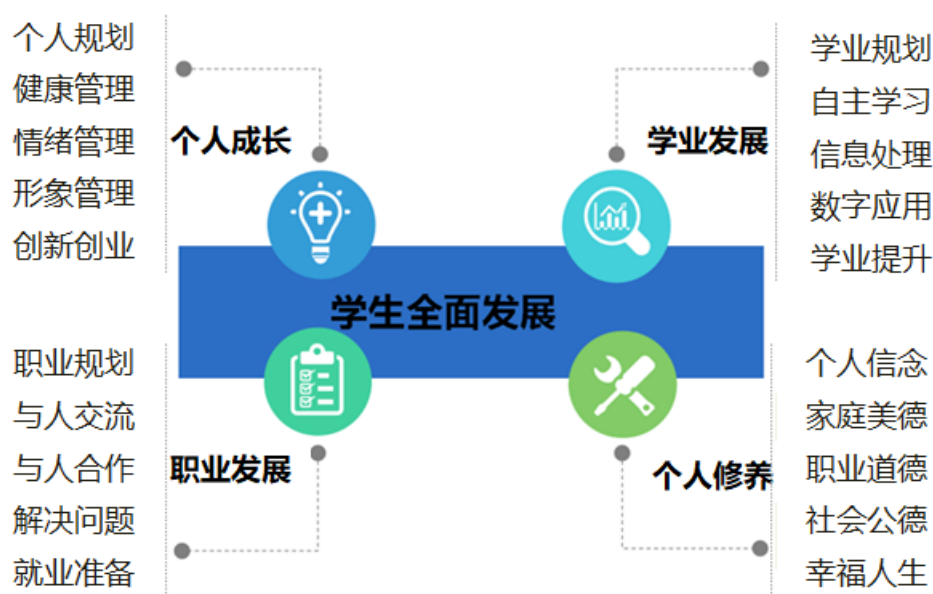 个人规划
健康管理
情绪管理
形象管理
创新创业
个人成长
学业发展
学业规划
自主学习
信息处理
数字应用
学业提升
学生全面发展
职业规划
与人交流
与人合作
解决问题
就业准备
职业发展
个人修养
个人信念
家庭美德
职业道德
社会公德
幸福人生